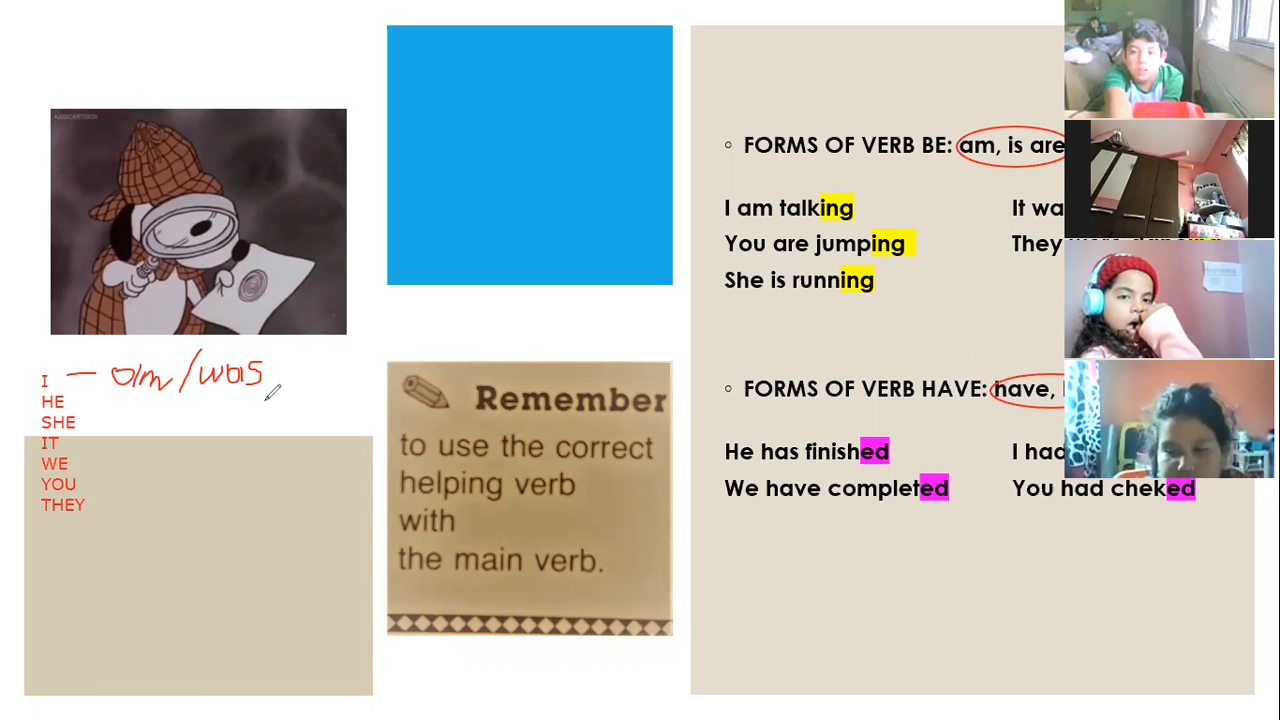 I — am/was
HE
SHE
IT
WE
YOU
THEY
Remember
to use the correct
helping verb
with
the main verb.
FORMS OF VERB BE: am, is are
I am talking
It wa
You are jumping
They
She is running
FORMS OF VERB HAVE: have,
He has finished
I had
We have completed
You had cheked